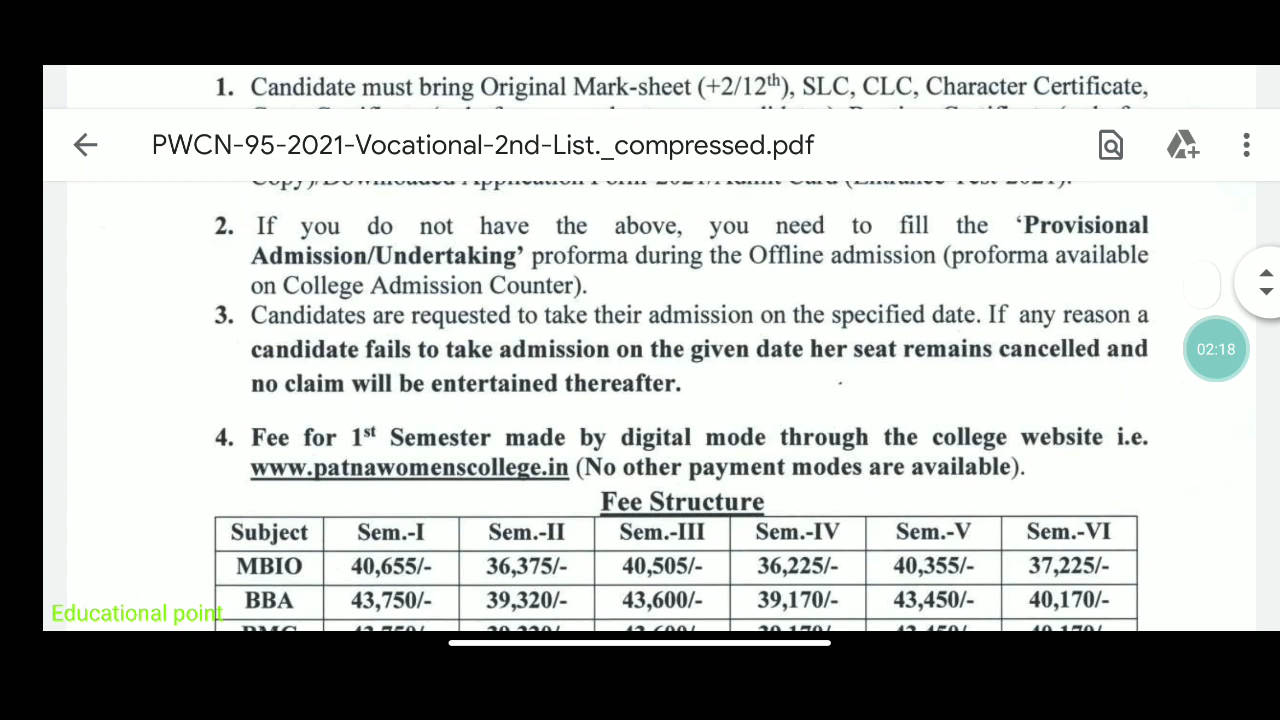 1. Candidate must bring Original Mark-sheet (+2/12th), SLC, CLC, Character Certificate,
PWCN-95-2021-Vocational-2nd-List._compressed.pdf
2. If you do not have the above, you need to fill the ‘Provisional
Admission/Undertaking’ proforma during the Offline admission (proforma available
on College Admission Counter).
3. Candidates are requested to take their admission on the specified date. If any reason a
candidate fails to take admission on the given date her seat remains cancelled and
no claim will be entertained thereafter.
02:18
4. Fee for 1st Semester made by digital mode through the college website i.e.
www.patnawomenscollege.in (No other payment modes are available).
Fee Structure
Subject Sem.-I Sem.-II Sem.-III Sem.-IV Sem.-V Sem.-VI
MBIO 40,655/- 36,375/- 40,505/- 36,225/- 40,355/- 37,225/-
BBA 43,750/- 39,320/- 43,600/- 39,170/- 43,450/- 40,170/-
Educational point